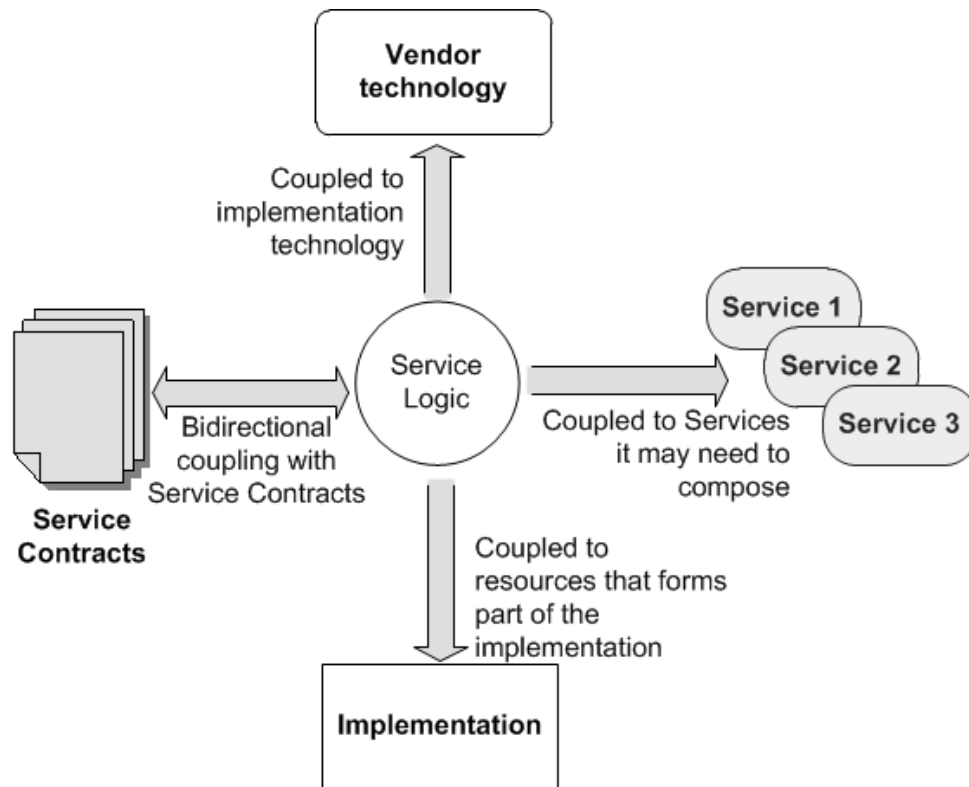 Vendor
technology
Coupled to
implementation
technology
Service 1
Service 2
Service 3
Service
Logic
Bidirectional
coupling with
Service Contracts
Coupled to Services
it may need to
compose
Service
Contracts
Coupled to
resources that forms
part of the
implementation
Implementation